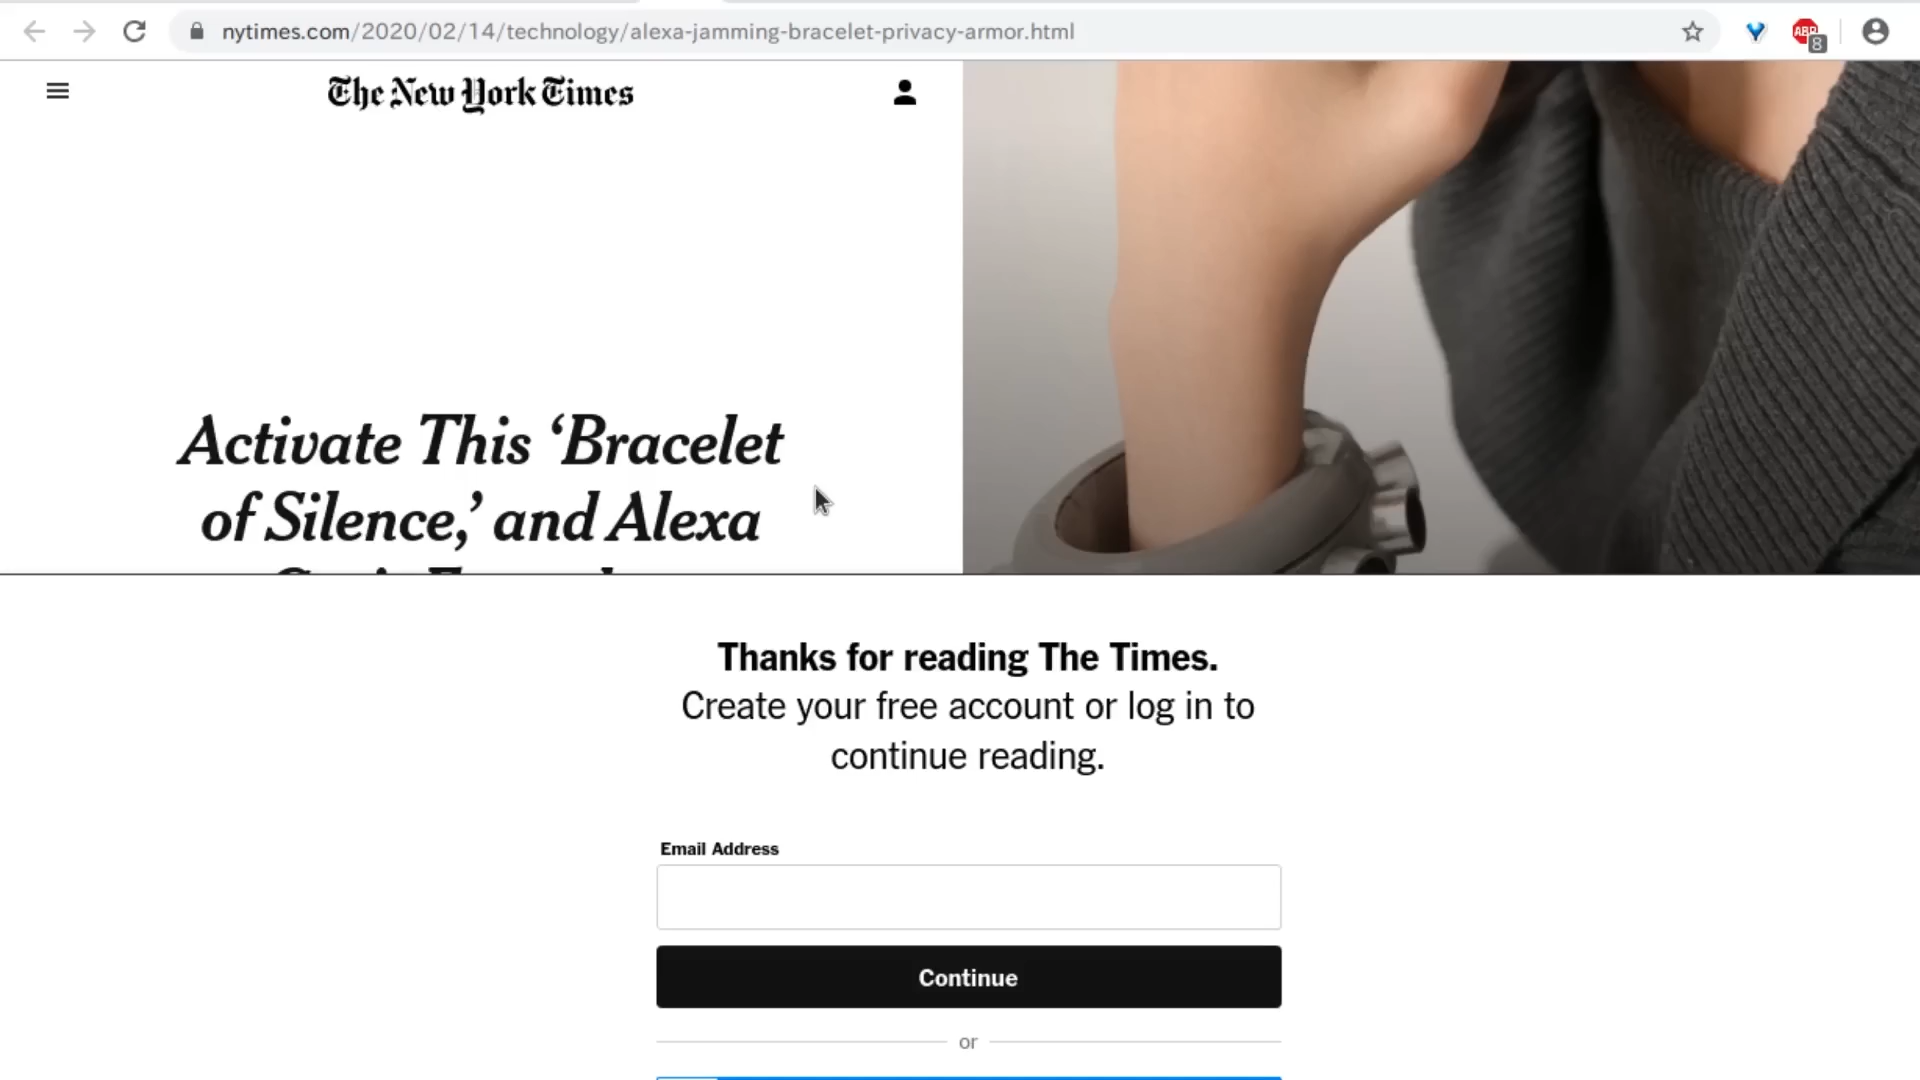 nytimes.com/2020/02/14/technology/alexa-jamming-bracelet-privacy-armor.html
ABP
8
The New York Times
Activate This ‘Bracelet
of Silence,’ and Alexa
Thanks for reading The Times.
Create your free account or log in to
continue reading.
Email Address
Continue
or